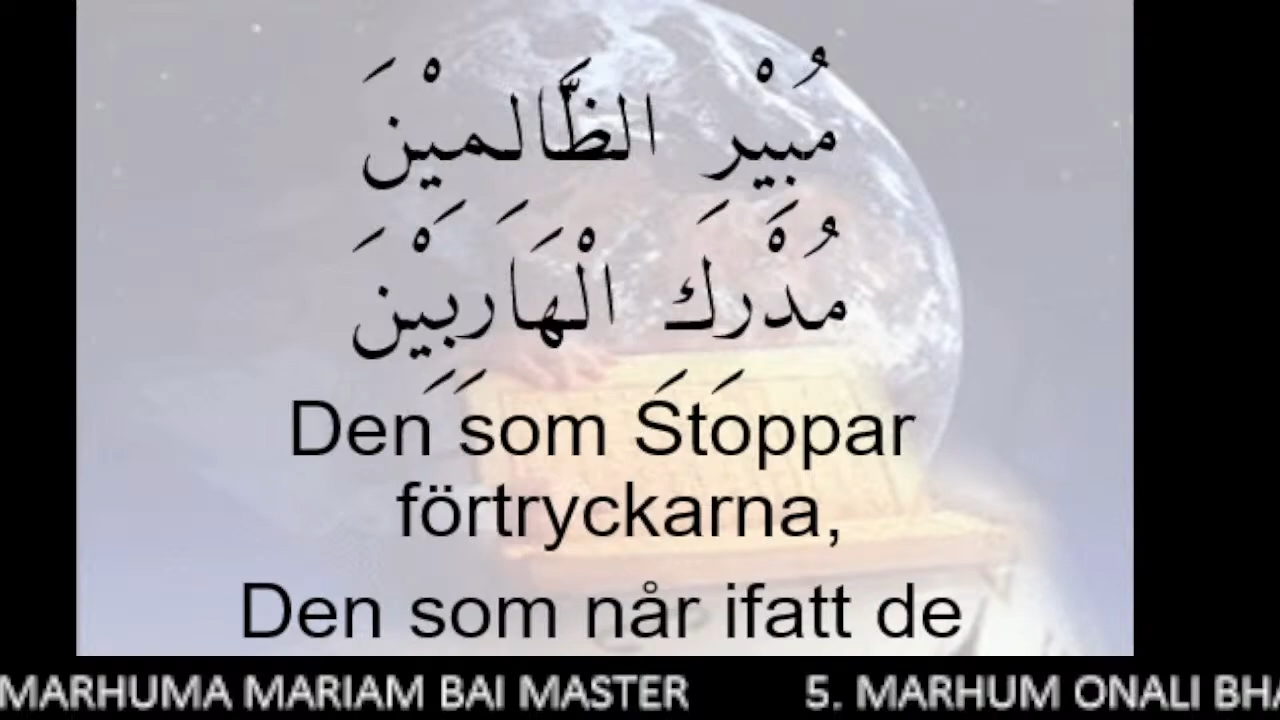 مُبِيْرِ الظَّالِمِيْنَ
مُدْرِكِ الْهَارِبِيْنَ
Den som Stoppar
förtryckarna,
Den som når ifatt de
MARHUMA MARIAM BAI MASTER 5. MARHUM ONALI